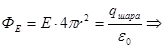 Φ_E = E · 4πr² = q_шара / ε₀ ⇒